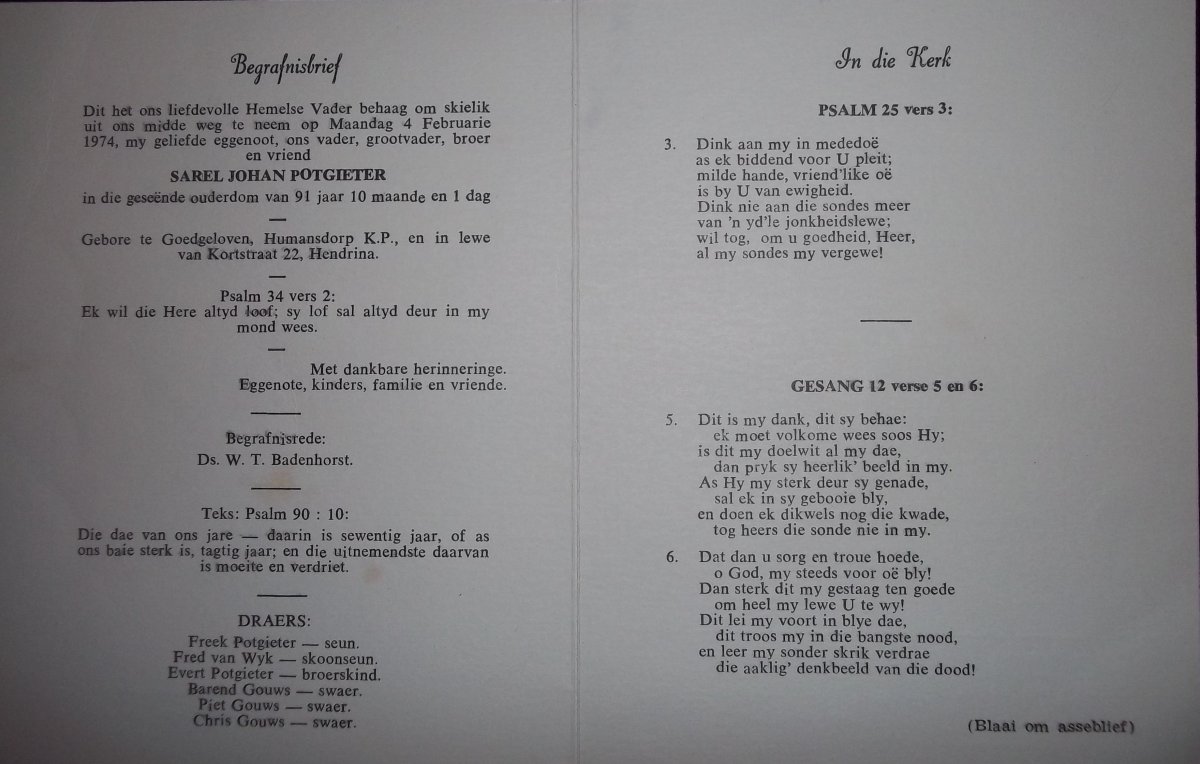 Begrafnisbrief
Dit het ons liefdevolle Hemelse Vader behaag om skielik
uit ons midde weg te neem op Maandag 4 Februarie
1974, my geliefde eggenoot, ons vader, grootvader, broer
en vriend
SAREL JOHAN POTGIETER
in die geseënde ouderdom van 91 jaar 10 maande en 1 dag
Gebore te Goedgeloven, Humansdorp K.P., en in lewe
van Kortstraat 22, Hendrina.
Psalm 34 vers 2:
Ek wil die Here altyd loof; sy lof sal altyd deur in my
mond wees.
Met dankbare herinneringe.
Eggenote, kinders, familie en vriende.
Begrafnisrede:
Ds. W. T. Badenhorst.
Teks: Psalm 90 : 10:
Die dae van ons jare — daarin is sewentig jaar, of as
ons baie sterk is, tagtig jaar; en die uitnemendste daarvan
is moeite en verdriet.
DRAERS:
Freek Potgieter — seun.
Fred van Wyk — skoonseun.
Evert Potgieter — broerskind.
Barend Gouws — swaer.
Piet Gouws — swaer.
Chris Gouws — swaer.
In die Kerk
PSALM 25 vers 3:
3. Dink aan my in mededoë
as ek biddend voor U pleit;
milde hande, vriend'like oë
is by U van ewigheid.
Dink nie aan die sondes meer
van 'n yd'le jonkheidslewe;
wil tog, om u goedheid, Heer,
al my sondes my vergewe!
GESANG 12 verse 5 en 6:
5. Dit is my dank, dit sy behae:
ek moet volkome wees soos Hy;
is dit my doelwit al my dae,
dan pryk sy heerlik' beeld in my.
As Hy my sterk deur sy genade,
sal ek in sy gebooie bly,
en doen ek dikwels nog die kwade,
tog heers die sonde nie in my.
6. Dat dan u sorg en troue hoede,
o God, my steeds voor oë bly!
Dan sterk dit my gestaag ten goede
om heel my lewe U te wy!
Dit lei my voort in blye dae,
dit troos my in die bangste nood,
en leer my sonder skrik verdrae
die aaklig' denkbeeld van die dood!
(Blaai om asseblief)